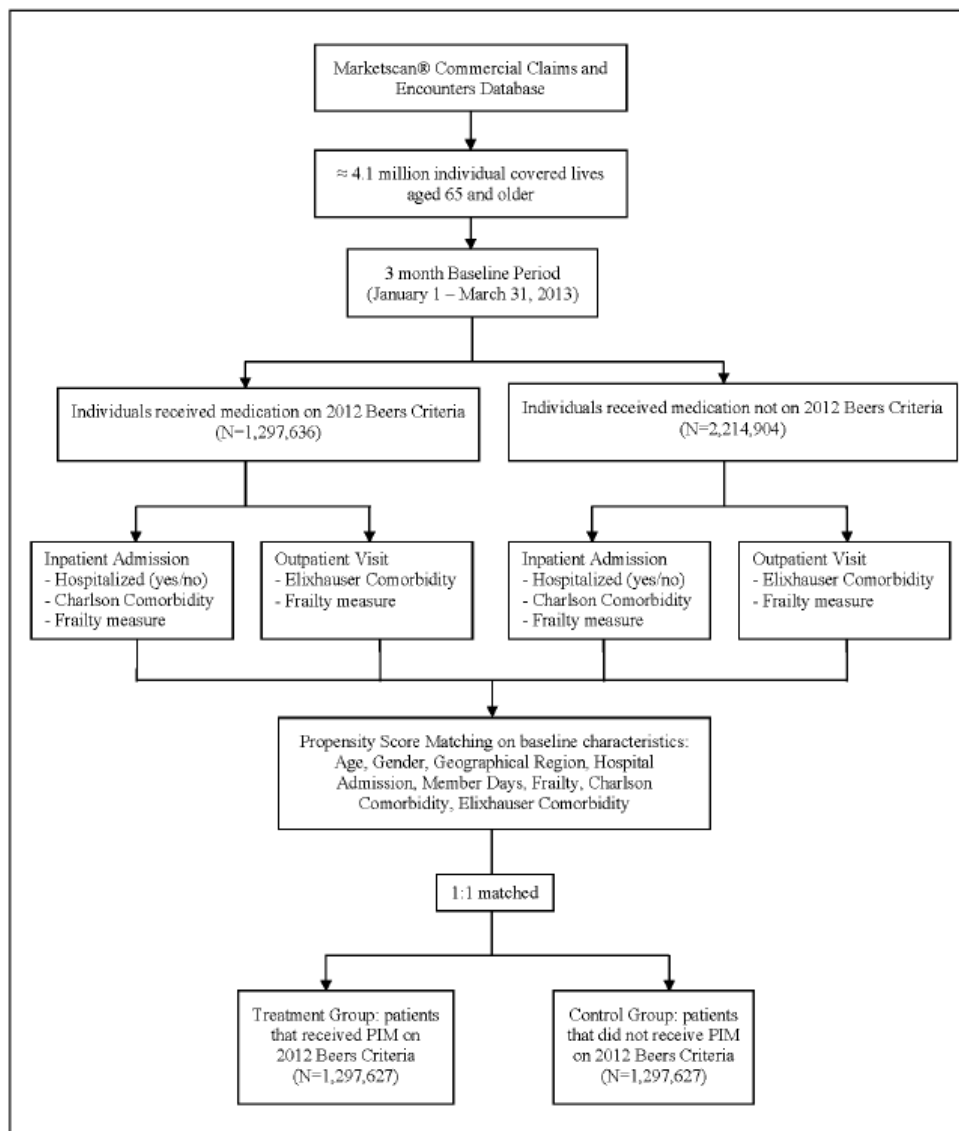 Marketscan® Commercial Claims and
Encounters Database
≈ 4.1 million individual covered lives
aged 65 and older
3 month Baseline Period
(January 1 – March 31, 2013)
Individuals received medication on 2012 Beers Criteria
(N=1,297,636)
Individuals received medication not on 2012 Beers Criteria
(N=2,214,904)
Inpatient Admission
- Hospitalized (yes/no)
- Charlson Comorbidity
- Frailty measure
Outpatient Visit
- Elixhauser Comorbidity
- Frailty measure
Inpatient Admission
- Hospitalized (yes/no)
- Charlson Comorbidity
- Frailty measure
Outpatient Visit
- Elixhauser Comorbidity
- Frailty measure
Propensity Score Matching on baseline characteristics:
Age, Gender, Geographical Region, Hospital
Admission, Member Days, Frailty, Charlson
Comorbidity, Elixhauser Comorbidity
1:1 matched
Treatment Group: patients
that received PIM on
2012 Beers Criteria
(N=1,297,627)
Control Group: patients
that did not receive PIM
on 2012 Beers Criteria
(N=1,297,627)